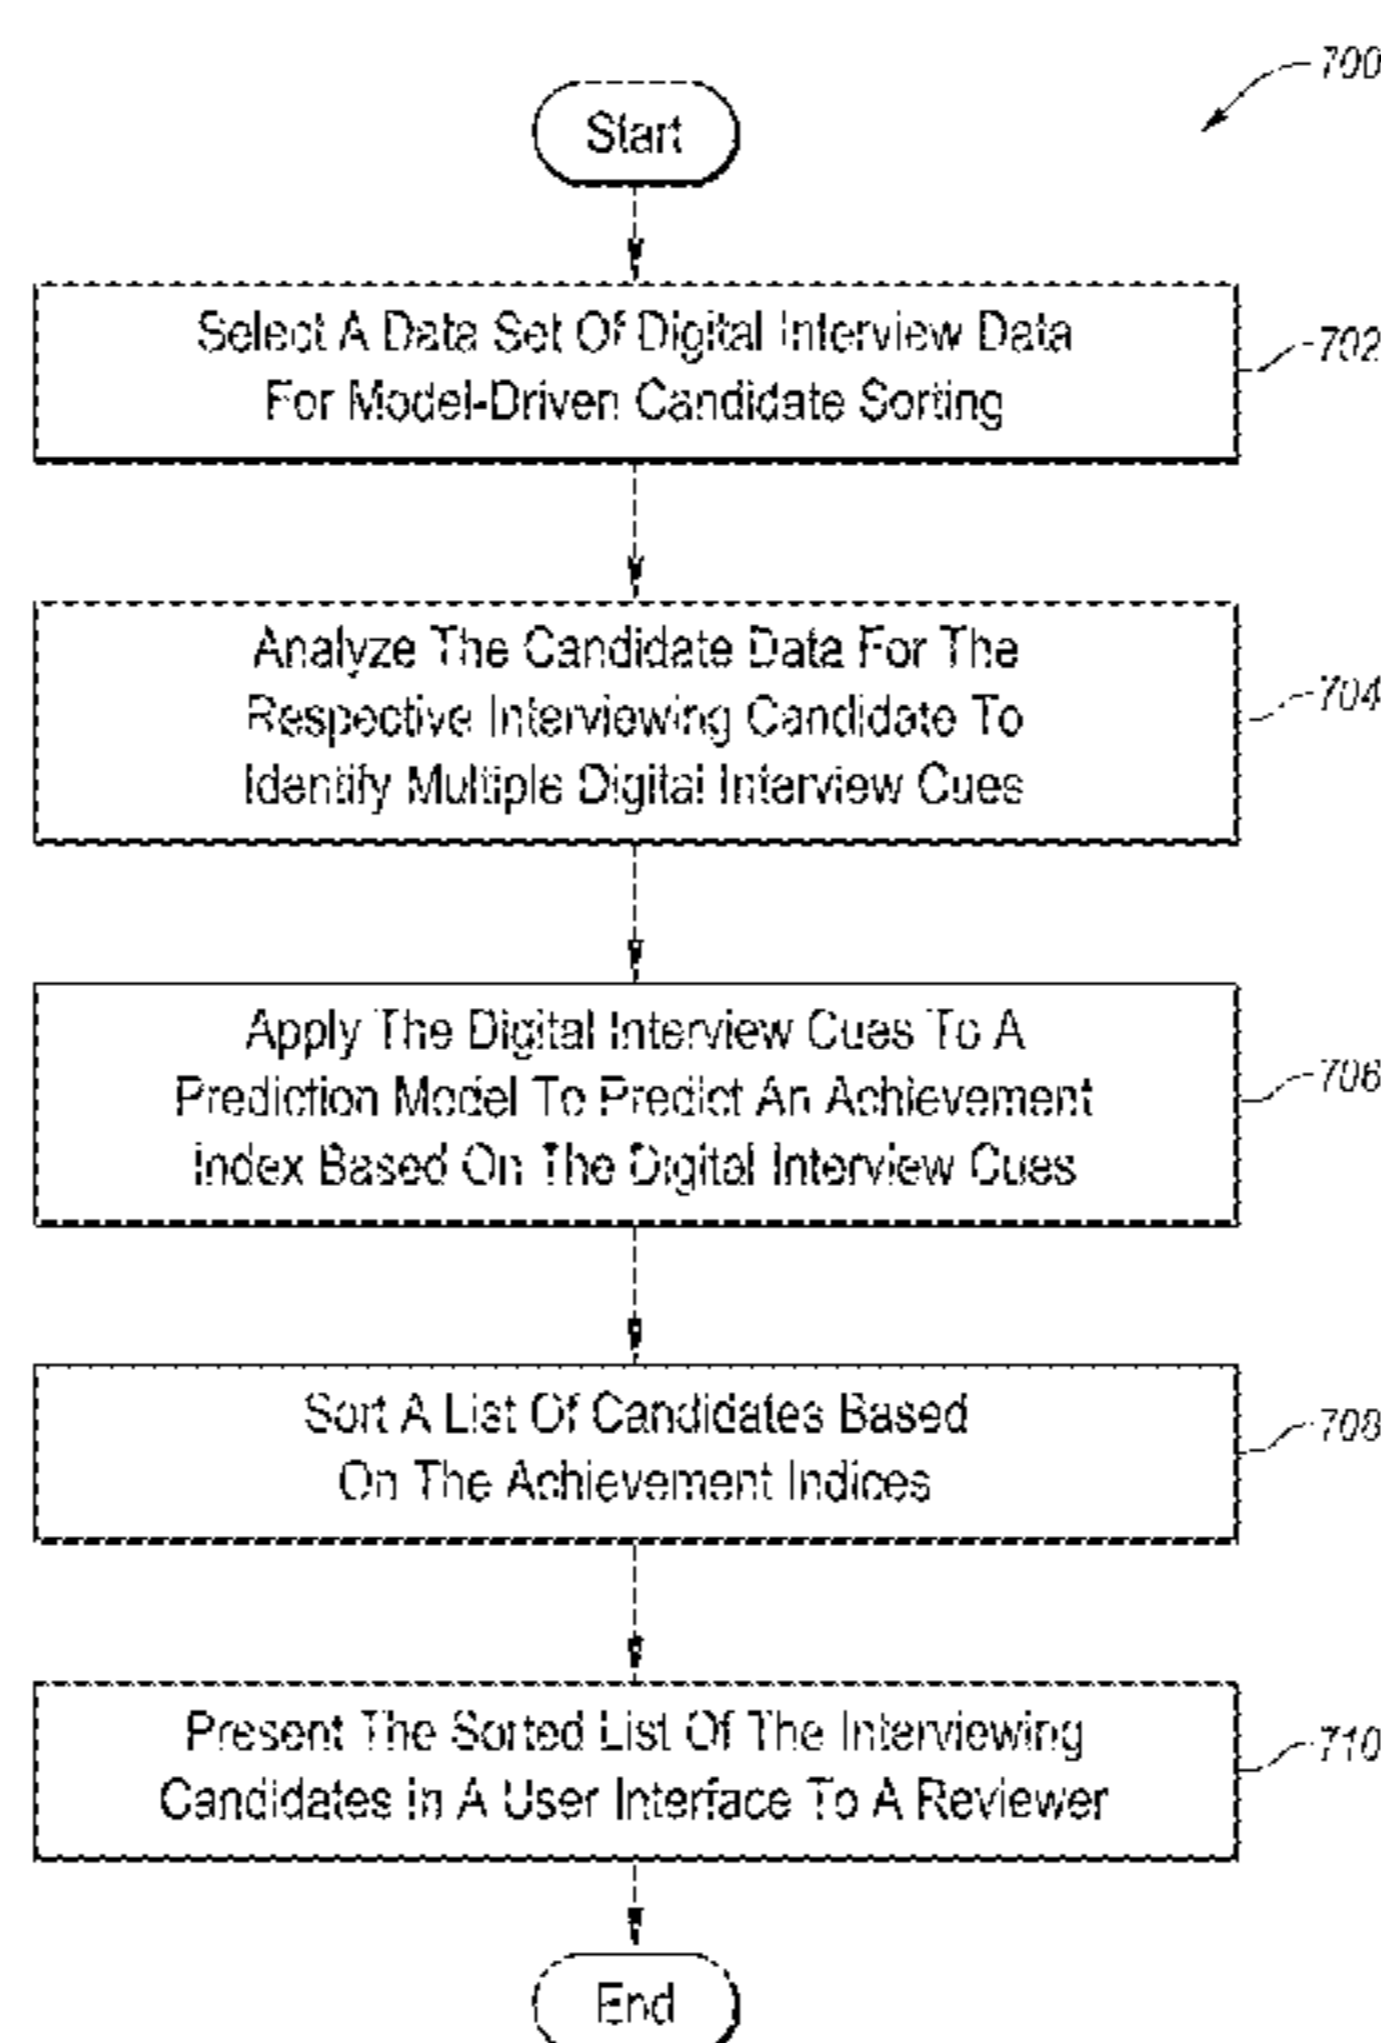 700
Start
Select A Data Set Of Digital Interview Data
For Model-Driven Candidate Sorting
702
Analyze The Candidate Data For The
Respective Interviewing Candidate To
Identify Multiple Digital Interview Cues
704
Apply The Digital Interview Cues To A
Prediction Model To Predict An Achievement
Index Based On The Digital Interview Cues
706
Sort A List Of Candidates Based
On The Achievement Indices
708
Present The Sorted List Of The Interviewing
Candidates In A User Interface To A Reviewer
710
End